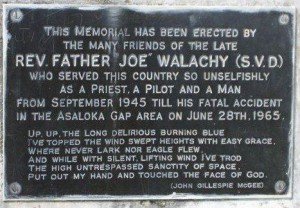 THIS MEMORIAL HAS BEEN ERECTED BY
THE MANY FRIENDS OF THE LATE
REV. FATHER "JOE" WALACHY (S.V.D)
WHO SERVED THIS COUNTRY SO UNSELFISHLY
AS A PRIEST, A PILOT AND A MAN
FROM SEPTEMBER 1945 TILL HIS FATAL ACCIDENT
IN THE ASALOKA GAP AREA ON JUNE 28TH, 1965.
UP, UP, THE LONG DELIRIOUS BURNING BLUE
I'VE TOPPED THE WIND SWEPT HEIGHTS WITH EASY GRACE,
WHERE NEVER LARK NOR EAGLE FLEW,
AND WHILE WITH SILENT, LIFTING WIND I'VE TROD
THE HIGH UNTRESPASSED SANCTITY OF SPACE
PUT OUT MY HAND AND TOUCHED THE FACE OF GOD.
(JOHN GILLESPIE MCGEE)